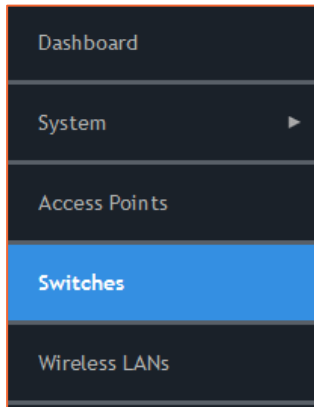 Dashboard
System ►
Access Points
Switches
Wireless LANs